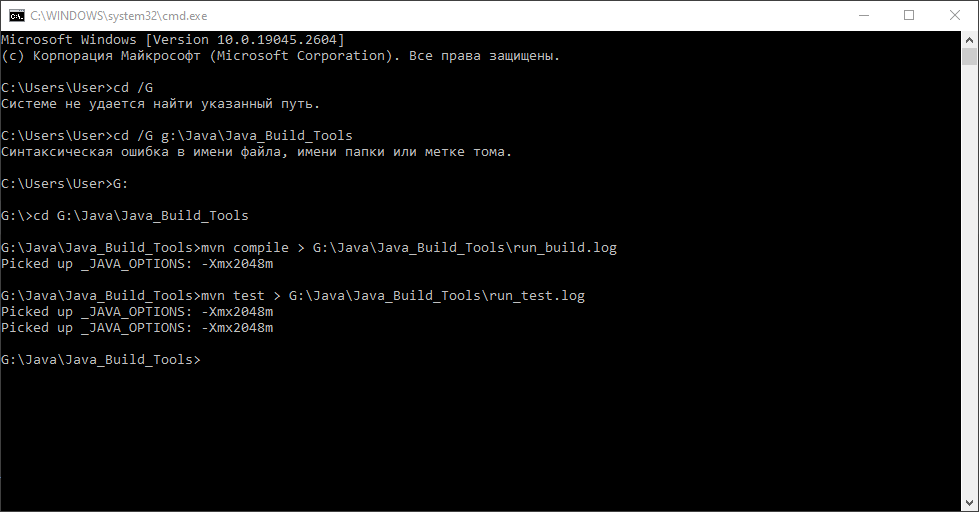 C:\WINDOWS\system32\cmd.exe
Microsoft Windows [Version 10.0.19045.2604]
(c) Корпорация Майкрософт (Microsoft Corporation). Все права защищены.
C:\Users\User>cd /G
Системе не удается найти указанный путь.
C:\Users\User>cd /G g:\Java\Java_Build_Tools
Синтаксическая ошибка в имени файла, имени папки или метке тома.
C:\Users\User>G:
G:\>cd G:\Java\Java_Build_Tools
G:\Java\Java_Build_Tools>mvn compile > G:\Java\Java_Build_Tools\run_build.log
Picked up _JAVA_OPTIONS: -Xmx2048m
G:\Java\Java_Build_Tools>mvn test > G:\Java\Java_Build_Tools\run_test.log
Picked up _JAVA_OPTIONS: -Xmx2048m
Picked up _JAVA_OPTIONS: -Xmx2048m
G:\Java\Java_Build_Tools>